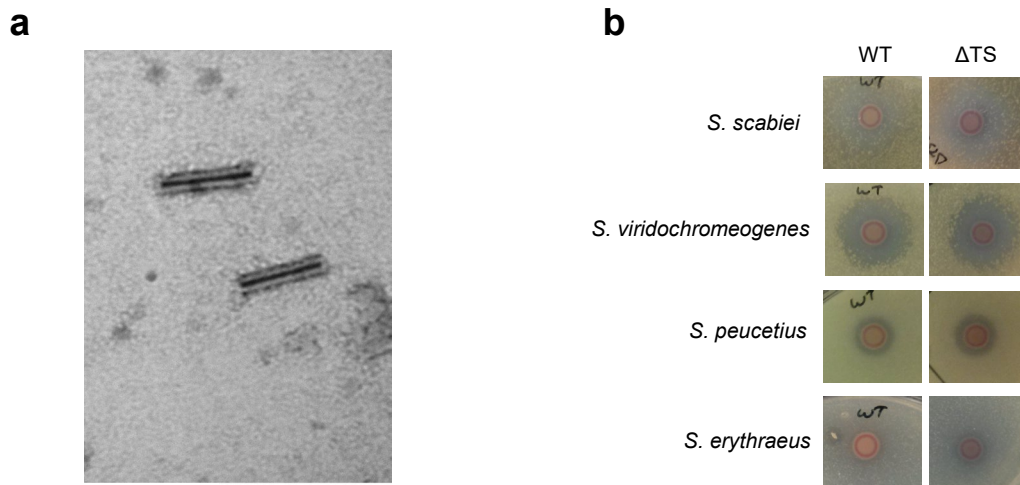 a
b
WT
ΔTS
S. scabiei
WT
S. viridochromeogenes
WT
S. peucetius
WT
S. erythraeus
WT